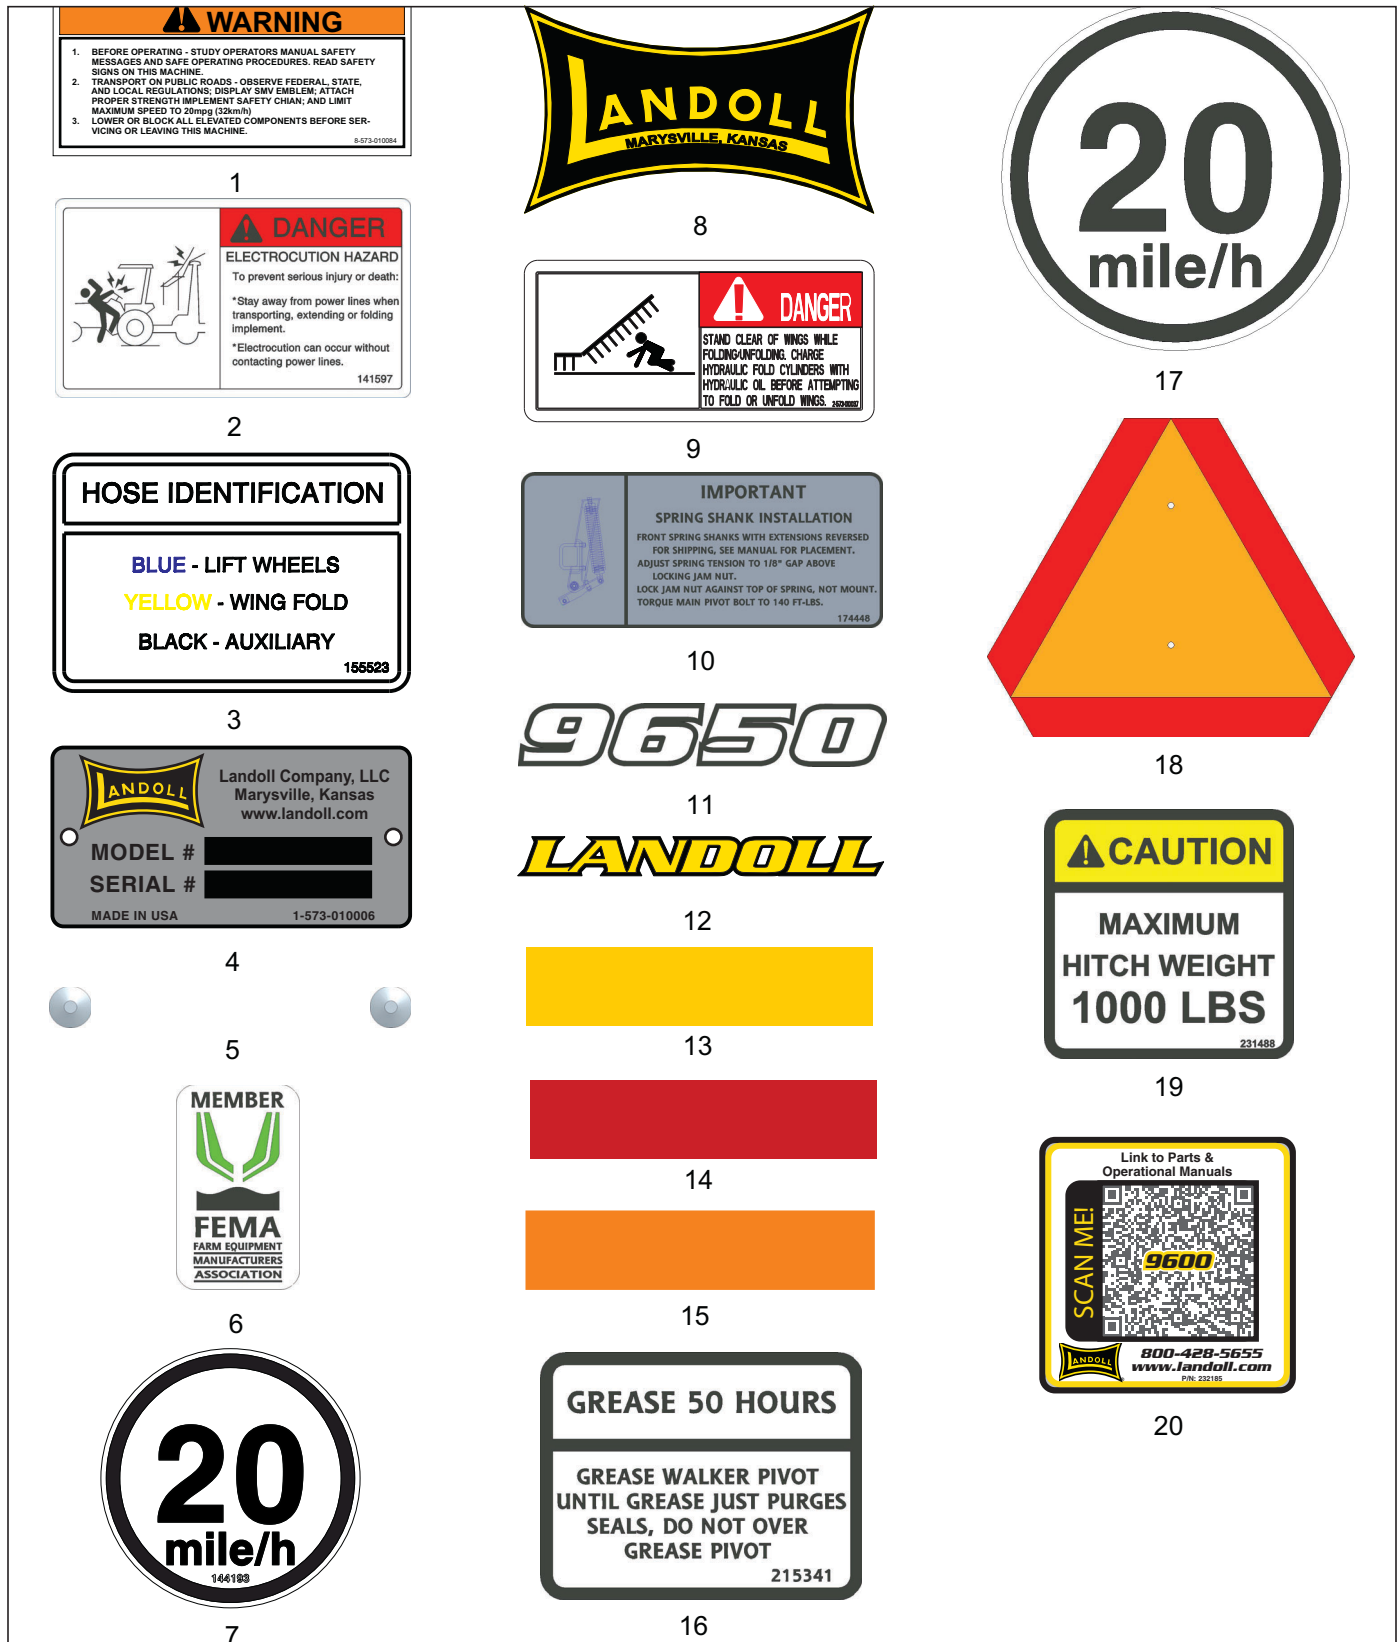 WARNING
1. BEFORE OPERATING - STUDY OPERATORS MANUAL SAFETY
MESSAGES AND SAFE OPERATING PROCEDURES. READ SAFETY
SIGNS ON THIS MACHINE.
2. TRANSPORT ON PUBLIC ROADS - OBSERVE FEDERAL, STATE,
AND LOCAL REGULATIONS; DISPLAY SMV EMBLEM; ATTACH
PROPER STRENGTH IMPLEMENT SAFETY CHIAN; AND LIMIT
MAXIMUM SPEED TO 20mpg (32km/h)
3. LOWER OR BLOCK ALL ELEVATED COMPONENTS BEFORE SER-
VICING OR LEAVING THIS MACHINE.
8-573-010084
1
DANGER
ELECTROCUTION HAZARD
To prevent serious injury or death:
*Stay away from power lines when
transporting, extending or folding
implement.
*Electrocution can occur without
contacting power lines.
141597
2
HOSE IDENTIFICATION
BLUE - LIFT WHEELS
YELLOW - WING FOLD
BLACK - AUXILIARY
155523
3
LANDOLL
Landoll Company, LLC
Marysville, Kansas
www.landoll.com
MODEL #
SERIAL #
MADE IN USA 1-573-010006
4
5
MEMBER
FEMA
FARM EQUIPMENT
MANUFACTURERS
ASSOCIATION
6
20
mile/h
144193
7
LANDOLL
MARYSVILLE, KANSAS
8
DANGER
STAND CLEAR OF WINGS WHILE
FOLDING/UNFOLDING. CHARGE
HYDRAULIC FOLD CYLINDERS WITH
HYDRAULIC OIL BEFORE ATTEMPTING
TO FOLD OR UNFOLD WINGS.
9
IMPORTANT
SPRING SHANK INSTALLATION
FRONT SPRING SHANKS WITH EXTENSIONS REVERSED
FOR SHIPPING, SEE MANUAL FOR PLACEMENT.
ADJUST SPRING TENSION TO 1/8" GAP ABOVE
LOCKING JAM NUT.
LOCK JAM NUT AGAINST TOP OF SPRING, NOT MOUNT.
TORQUE MAIN PIVOT BOLT TO 140 FT-LBS.
174448
10
9650
11
LANDOLL
12
13
14
15
GREASE 50 HOURS
GREASE WALKER PIVOT
UNTIL GREASE JUST PURGES
SEALS, DO NOT OVER
GREASE PIVOT
215341
16
20
mile/h
17
18
CAUTION
MAXIMUM
HITCH WEIGHT
1000 LBS
231488
19
Link to Parts &
Operational Manuals
SCAN ME!
9600
LANDOLL
800-428-5655
www.landoll.com
P/N: 232185
20